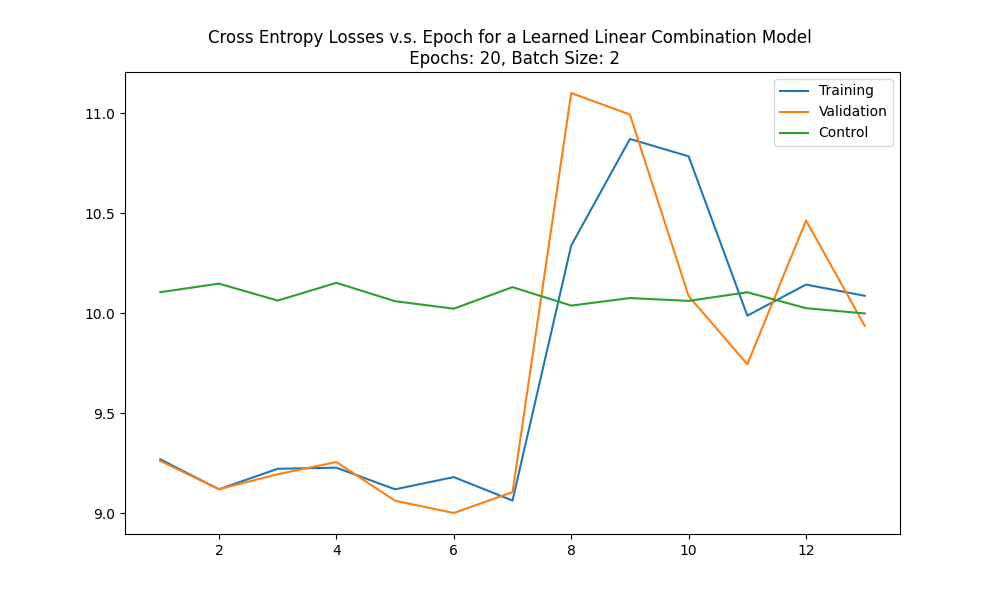 Cross Entropy Losses v.s. Epoch for a Learned Linear Combination Model
Epochs: 20, Batch Size: 2
Training
Validation
Control
11.0
10.5
10.0
9.5
9.0
2 4 6 8 10 12